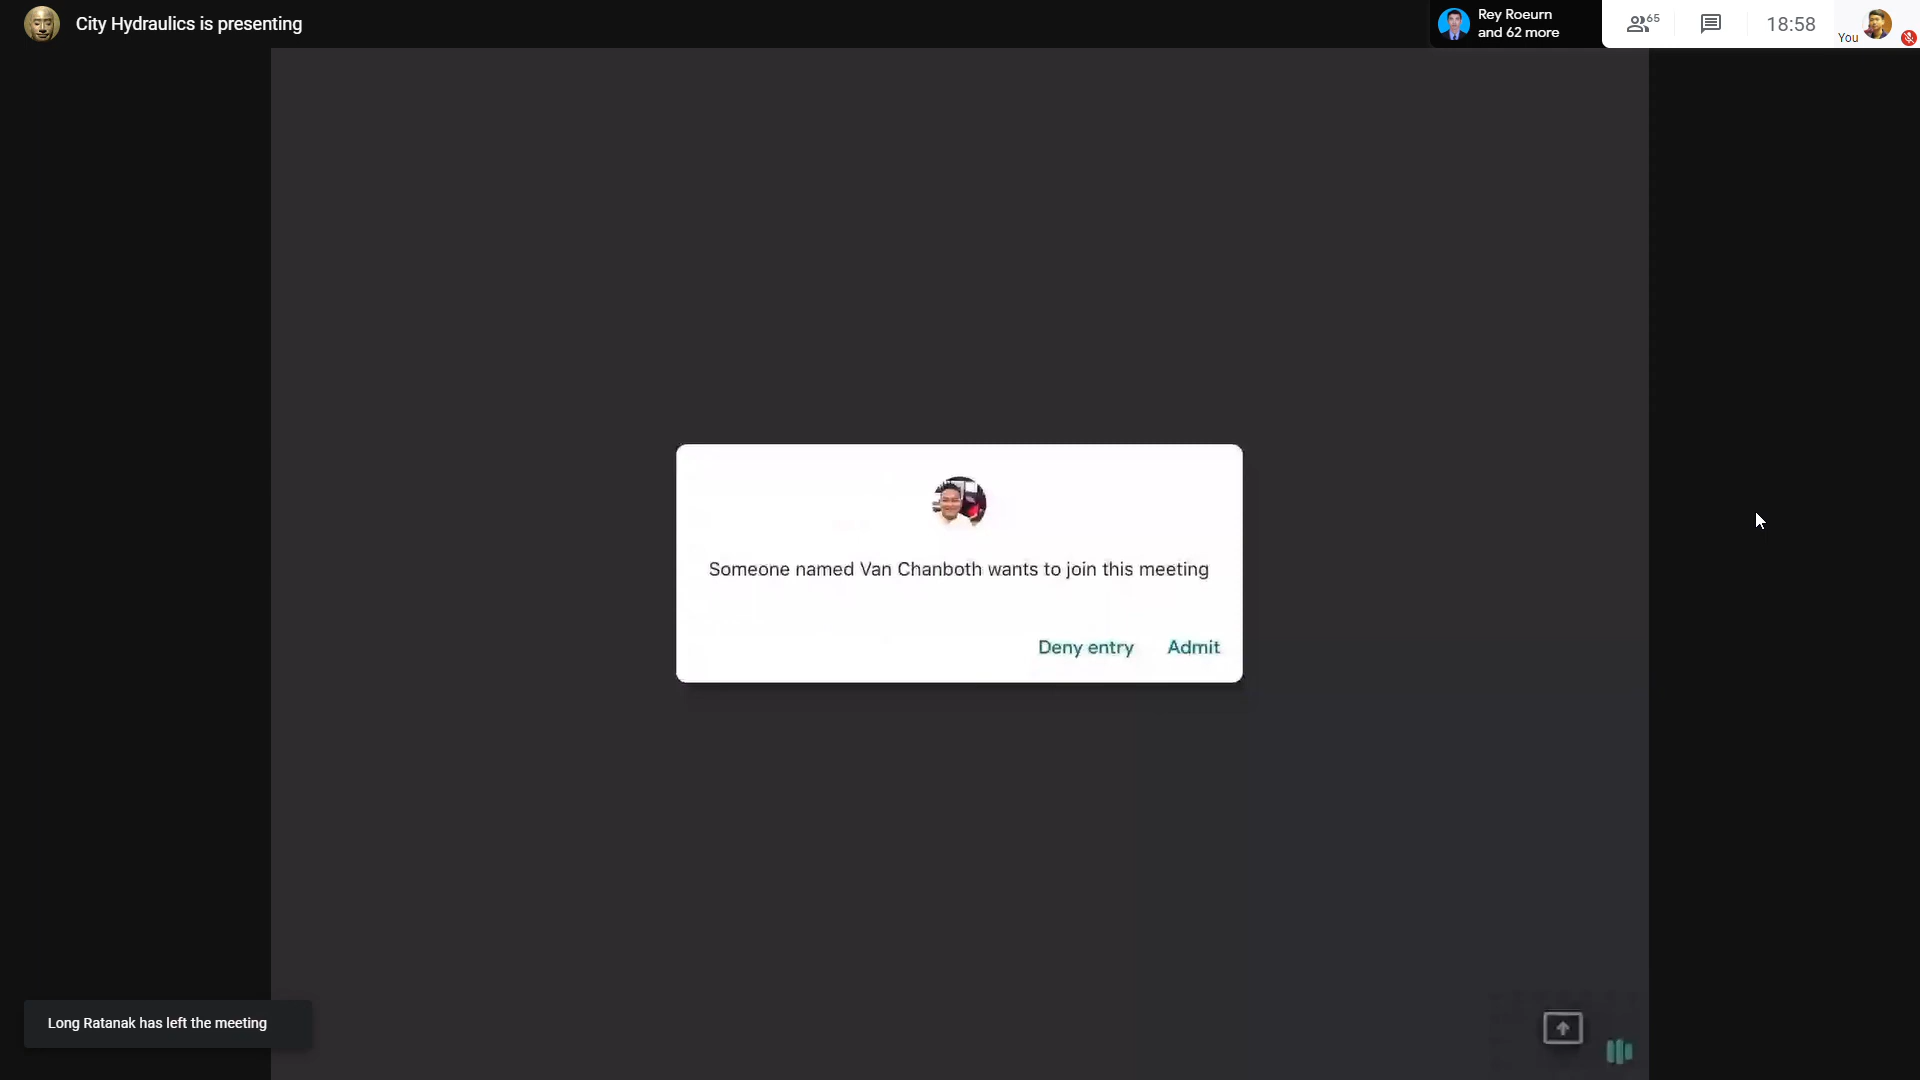 City Hydraulics is presenting
Rey Roeurn
and 62 more
65
18:58
You
Someone named Van Chanboth wants to join this meeting
Deny entry Admit
Long Ratanak has left the meeting